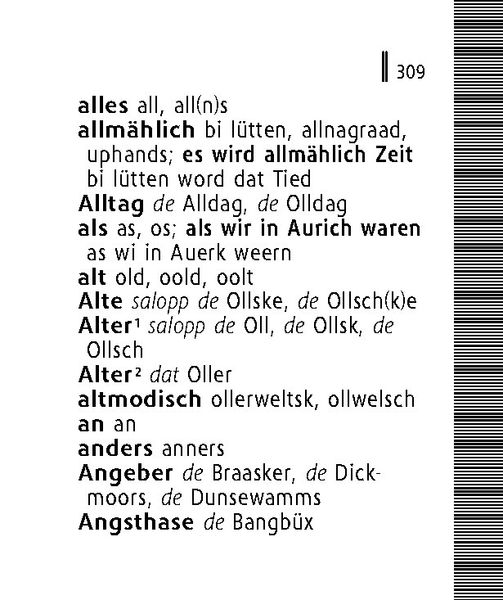 309
alles all, all(n)s
allmählich bi lütten, allnagraad,
uphands; es wird allmählich Zeit
bi lütten word dat Tied
Alltag de Alldag, de Olldag
als as, os; als wir in Aurich waren
as wi in Auerk weern
alt old, oold, oolt
Alte salopp de Ollske, de Ollsch(k)e
Alter¹ salopp de Oll, de Ollsk, de
Ollsch
Alter² dat Oller
altmodisch ollerweltsk, ollwelsch
an an
anders anners
Angeber de Braasker, de Dick-
moors, de Dunsewamms
Angsthase de Bangbüx